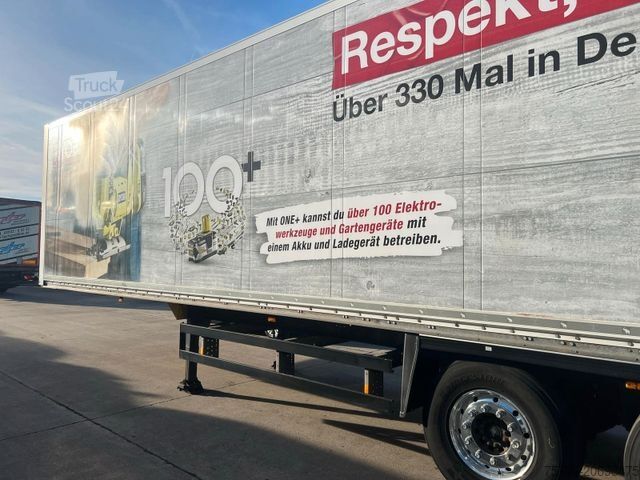 Respekt,
Über 330 Mal in De
Truck
Scout24
100+
Mit ONE+ kannst du über 100 Elektro-
werkzeuge und Gartengeräte mit
einem Akku und Ladegerät betreiben.